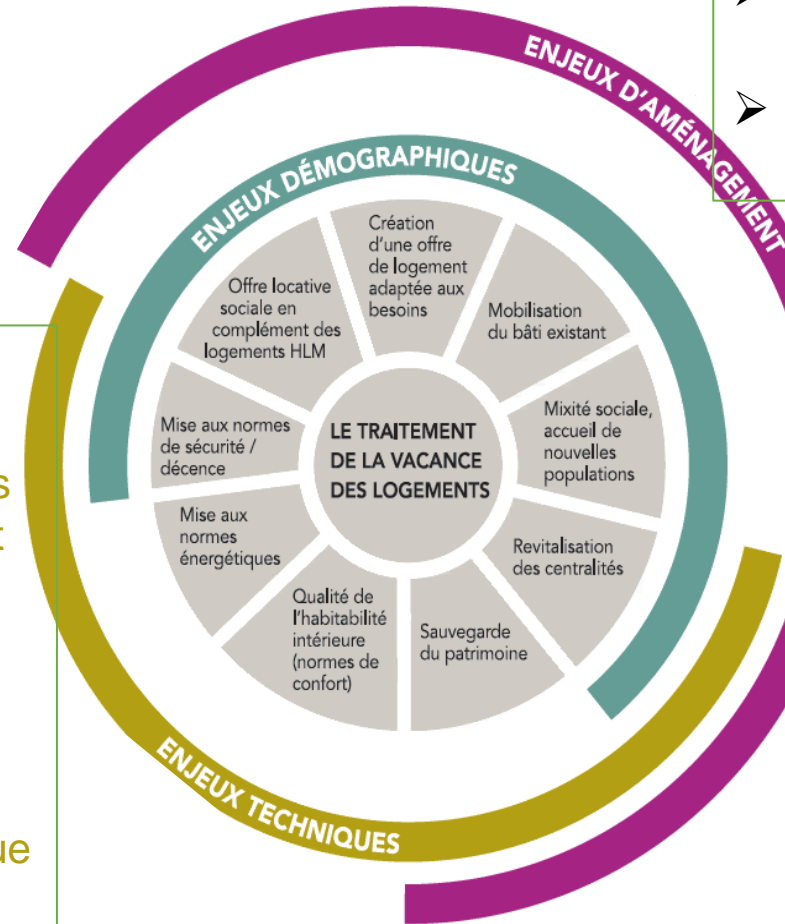 ENJEUX D'AMÉNAGEMENT
ENJEUX DÉMOGRAPHIQUES
Création
d'une offre
de logement
adaptée aux
besoins
Offre locative
sociale en
complément des
logements HLM
Mobilisation
du bâti existant
Mise aux normes
de sécurité /
décence
LE TRAITEMENT
DE LA VACANCE
DES LOGEMENTS
Mixité sociale,
accueil de
nouvelles
populations
Mise aux
normes
énergétiques
Revitalisation
des centralités
Qualité de
l'habitabilité
intérieure
(normes de
confort)
Sauvegarde
du patrimoine
ENJEUX TECHNIQUES